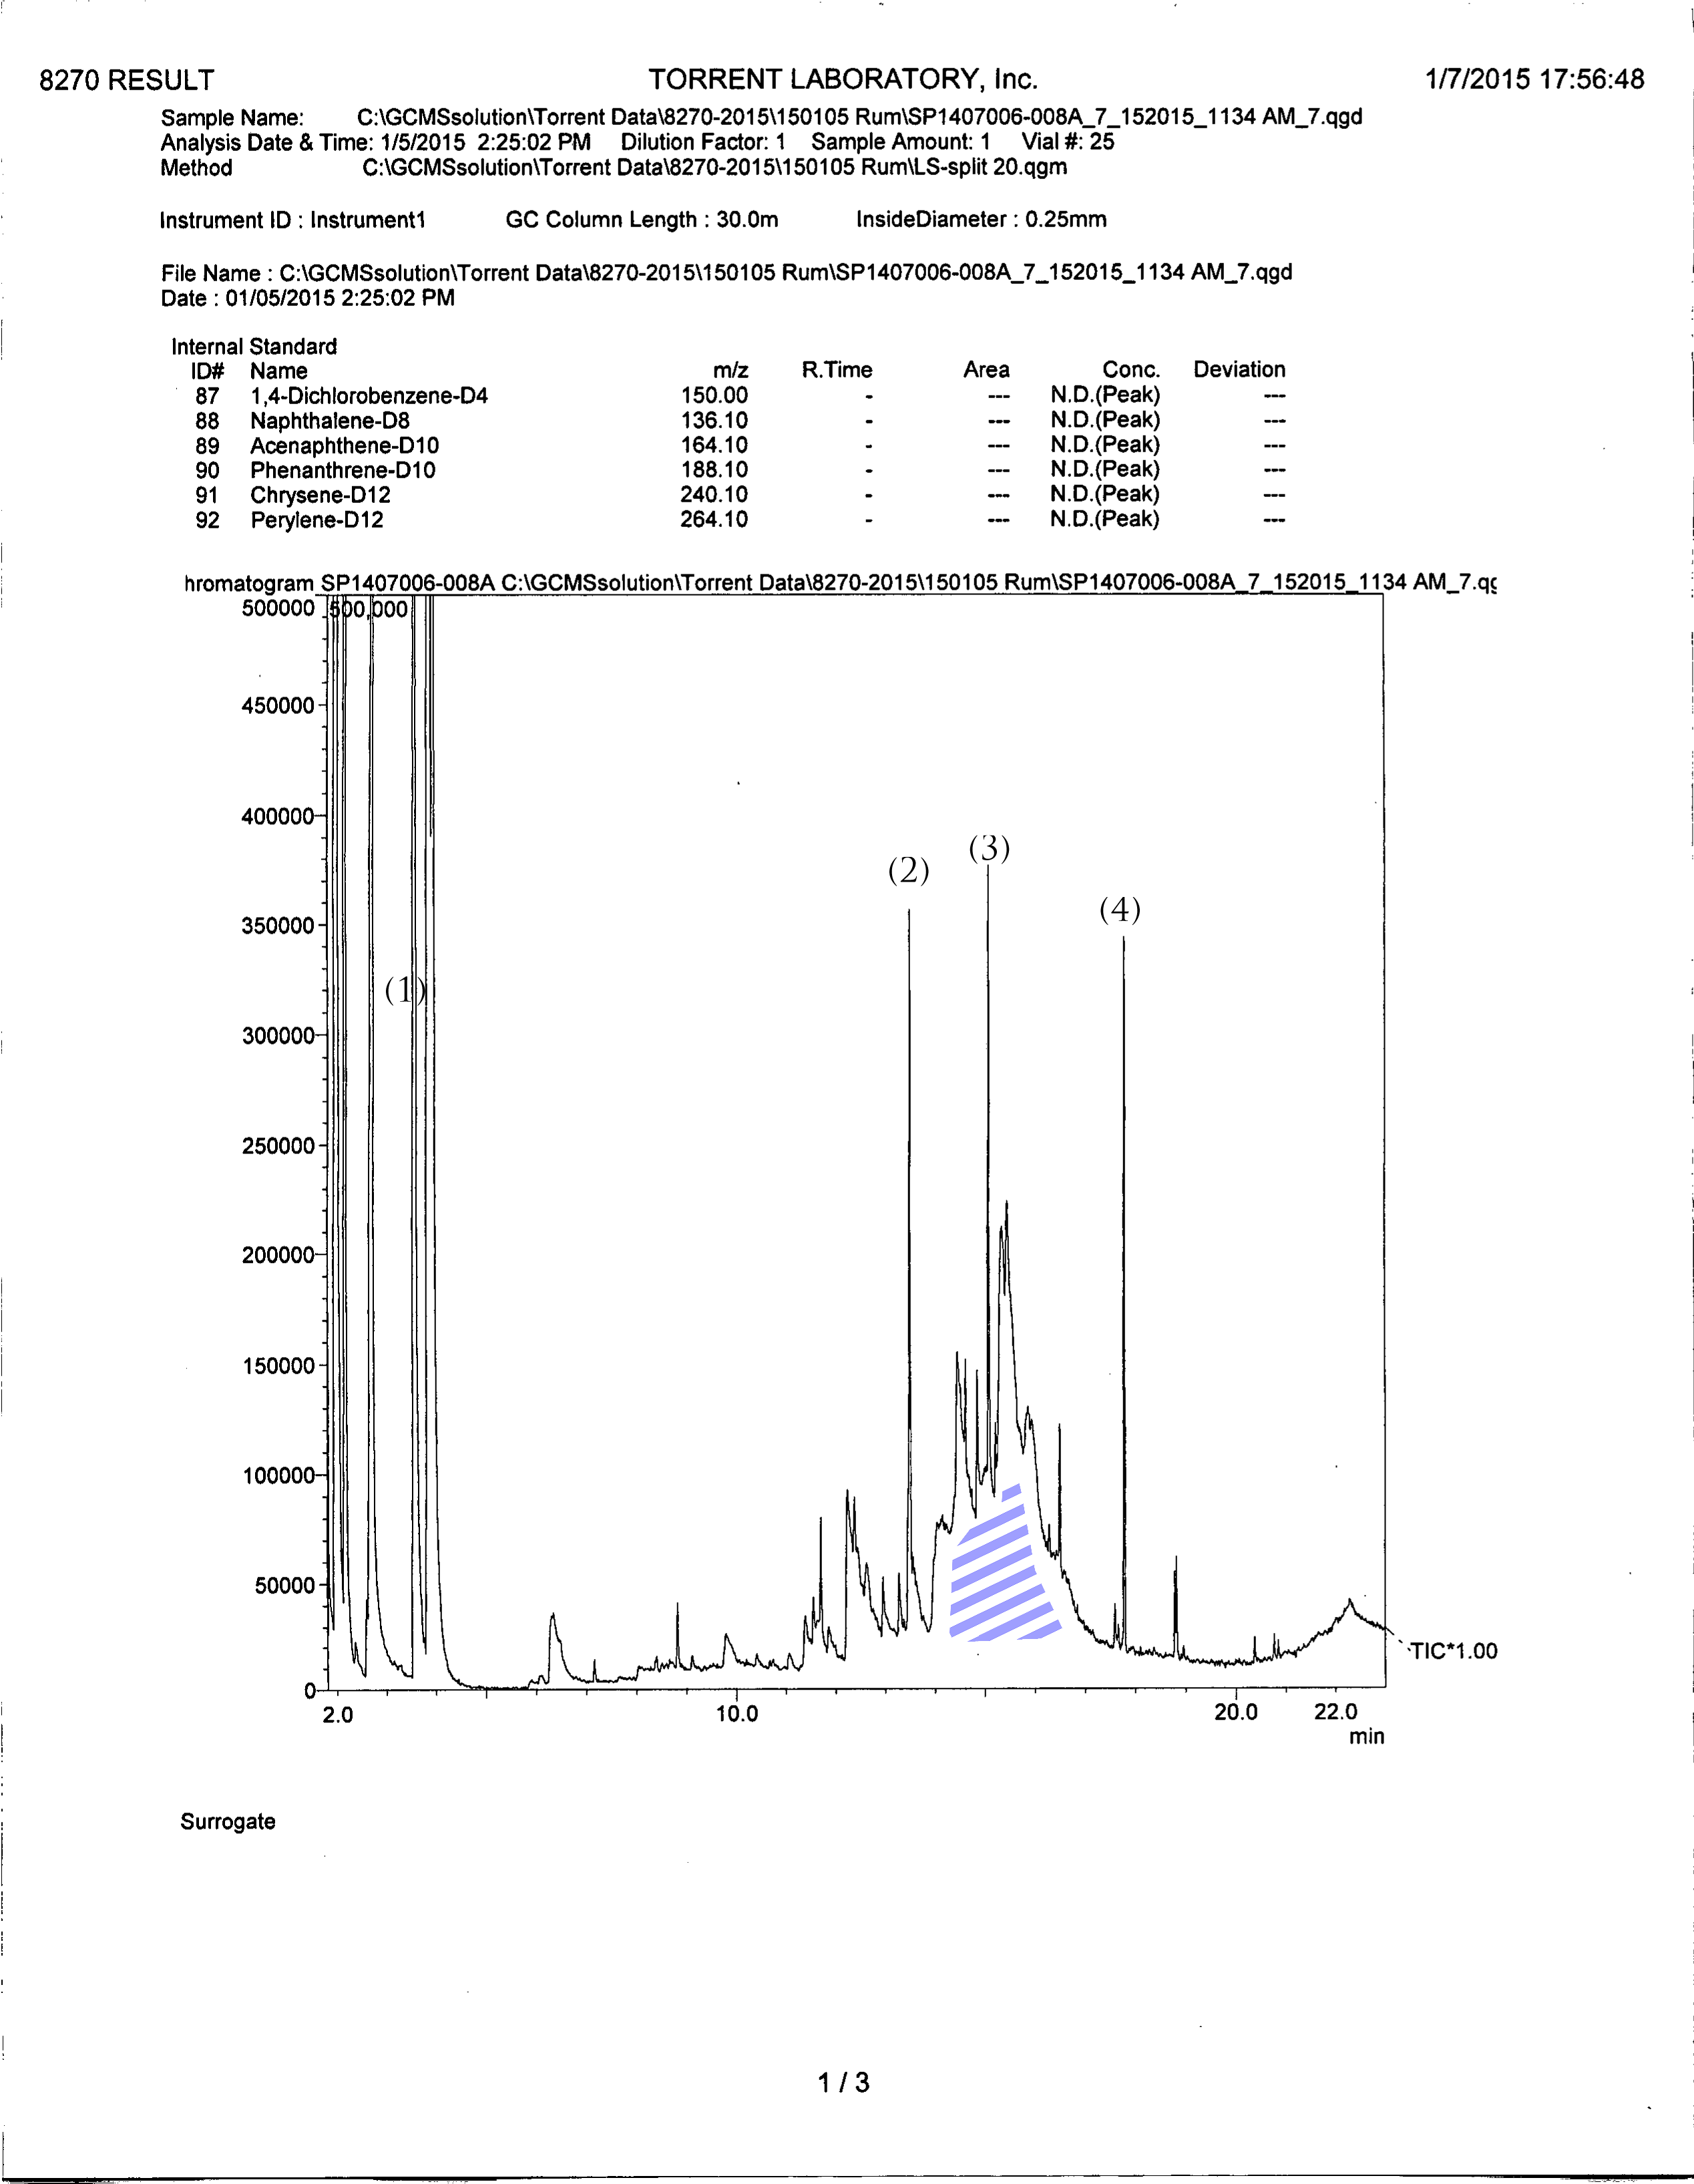 8270 RESULT TORRENT LABORATORY, Inc. 1/7/2015 17:56:48
Sample Name: C:\GCMSsolution\Torrent Data\8270-2015\150105 Rum\SP1407006-008A_7_152015_1134 AM_7.qgd
Analysis Date & Time: 1/5/2015 2:25:02 PM Dilution Factor: 1 Sample Amount: 1 Vial #: 25
Method C:\GCMSsolution\Torrent Data\8270-2015\150105 Rum\LS-split 20.qgm
Instrument ID : Instrument1 GC Column Length : 30.0m InsideDiameter : 0.25mm
File Name : C:\GCMSsolution\Torrent Data\8270-2015\150105 Rum\SP1407006-008A_7_152015_1134 AM_7.qgd
Date : 01/05/2015 2:25:02 PM
Internal Standard
ID# Name m/z R.Time Area Conc. Deviation
87 1,4-Dichlorobenzene-D4 150.00 - --- N.D.(Peak) ---
88 Naphthalene-D8 136.10 - --- N.D.(Peak) ---
89 Acenaphthene-D10 164.10 - --- N.D.(Peak) ---
90 Phenanthrene-D10 188.10 - --- N.D.(Peak) ---
91 Chrysene-D12 240.10 - --- N.D.(Peak) ---
92 Perylene-D12 264.10 - --- N.D.(Peak) ---
hromatogram SP1407006-008A C:\GCMSsolution\Torrent Data\8270-2015\150105 Rum\SP1407006-008A_7_152015_1134 AM_7.qg
500000 500,000
450000
400000
(3)
(2)
(4)
350000
(1)
300000
250000
200000
150000
100000
50000
TIC*1.00
0
2.0 10.0 20.0 22.0
min
Surrogate
1 / 3